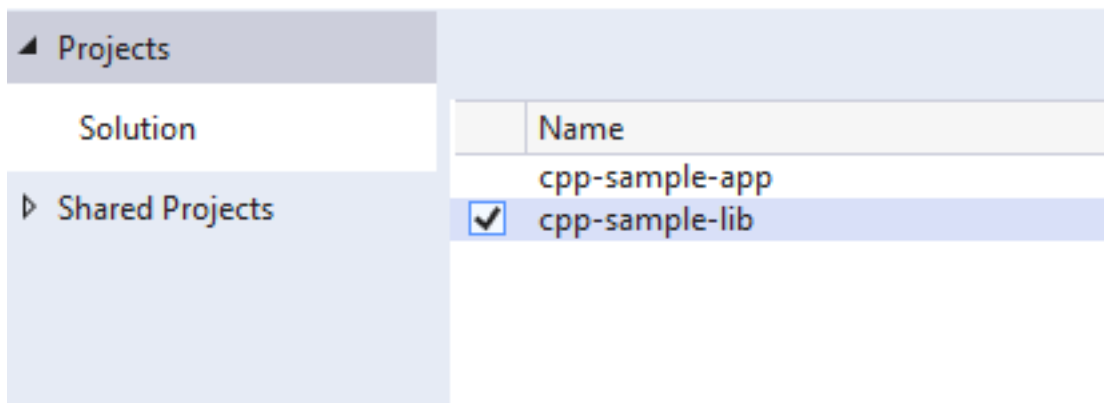 Projects
Solution
Shared Projects
Name
cpp-sample-app
cpp-sample-lib